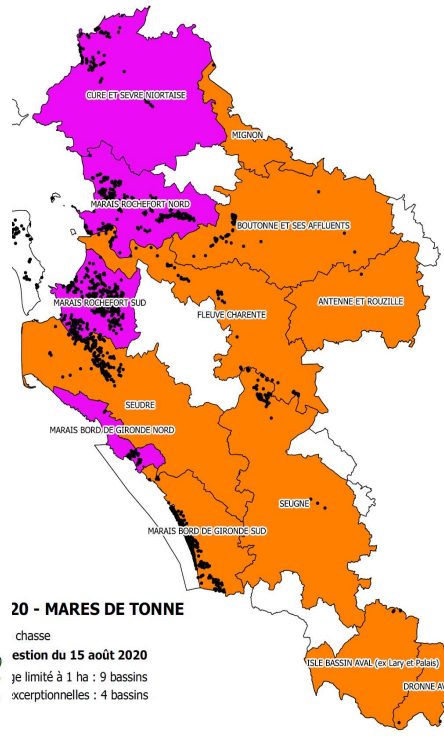 CURE ET SEVRE NIORTAISE
MIGNON
MARAIS ROCHEFORT NORD
BOUTONNE ET SES AFFLUENTS
MARAIS ROCHEFORT SUD
ANTENNE ET ROUZILLE
FLEUVE CHARENTE
SEUDRE
MARAIS BORD DE GIRONDE NORD
SEUGNE
MARAIS BORD DE GIRONDE SUD
20 - MARES DE TONNE
chasse
estion du 15 août 2020
ISLE BASSIN AVAL (ex Lary et Palais)
ge limité à 1 ha : 9 bassins
DRONNE AV
exceptionnelles : 4 bassins